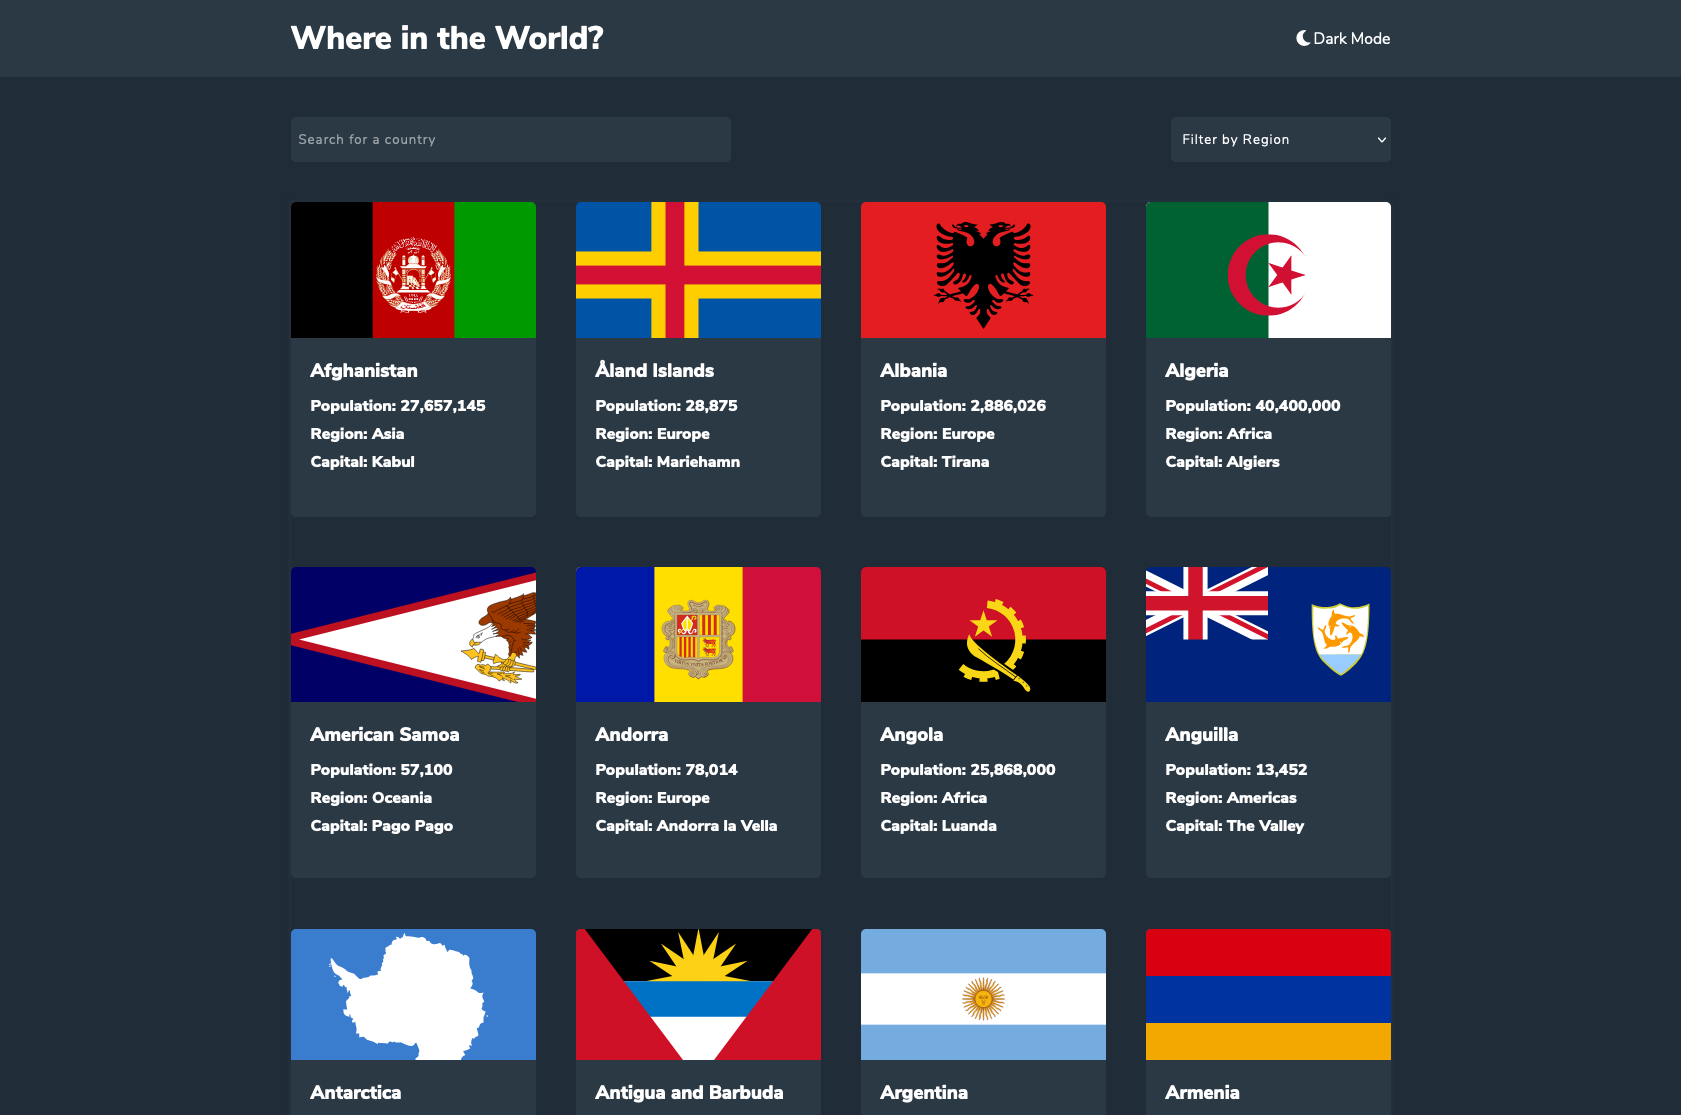 Where in the World?
Dark Mode
Search for a country
Filter by Region
Afghanistan
Population: 27,657,145
Region: Asia
Capital: Kabul
Åland Islands
Population: 28,875
Region: Europe
Capital: Mariehamn
Albania
Population: 2,886,026
Region: Europe
Capital: Tirana
Algeria
Population: 40,400,000
Region: Africa
Capital: Algiers
American Samoa
Population: 57,100
Region: Oceania
Capital: Pago Pago
Andorra
Population: 78,014
Region: Europe
Capital: Andorra la Vella
Angola
Population: 25,868,000
Region: Africa
Capital: Luanda
Anguilla
Population: 13,452
Region: Americas
Capital: The Valley
Antarctica
Antigua and Barbuda
Argentina
Armenia